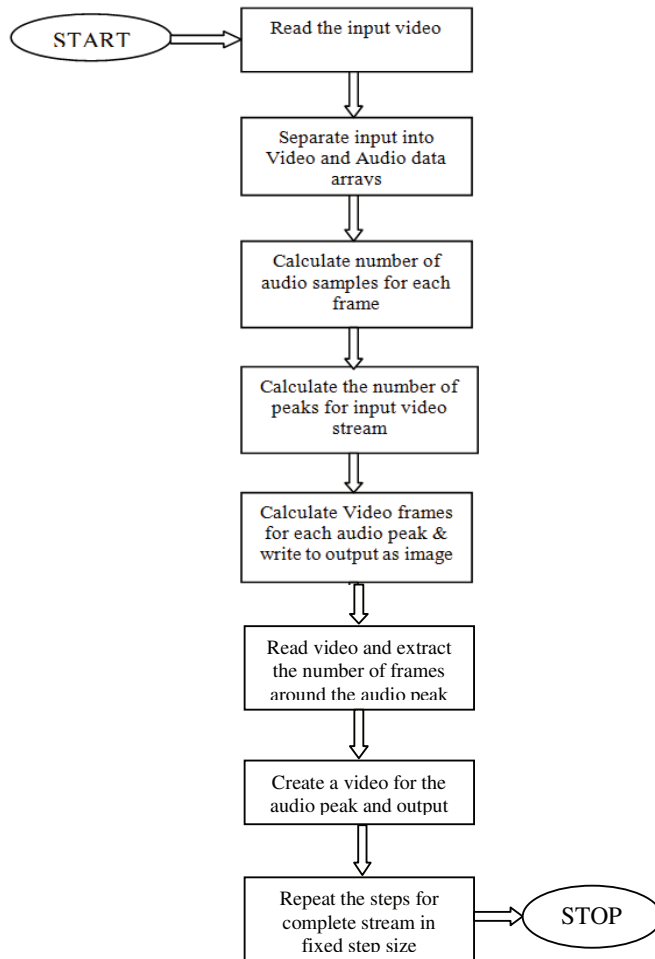 START
Read the input video
Separate input into
Video and Audio data
arrays
Calculate number of
audio samples for each
frame
Calculate the number of
peaks for input video
stream
Calculate Video frames
for each audio peak &
write to output as image
Read video and extract
the number of frames
around the audio peak
Create a video for the
audio peak and output
Repeat the steps for
complete stream in
fixed step size
STOP